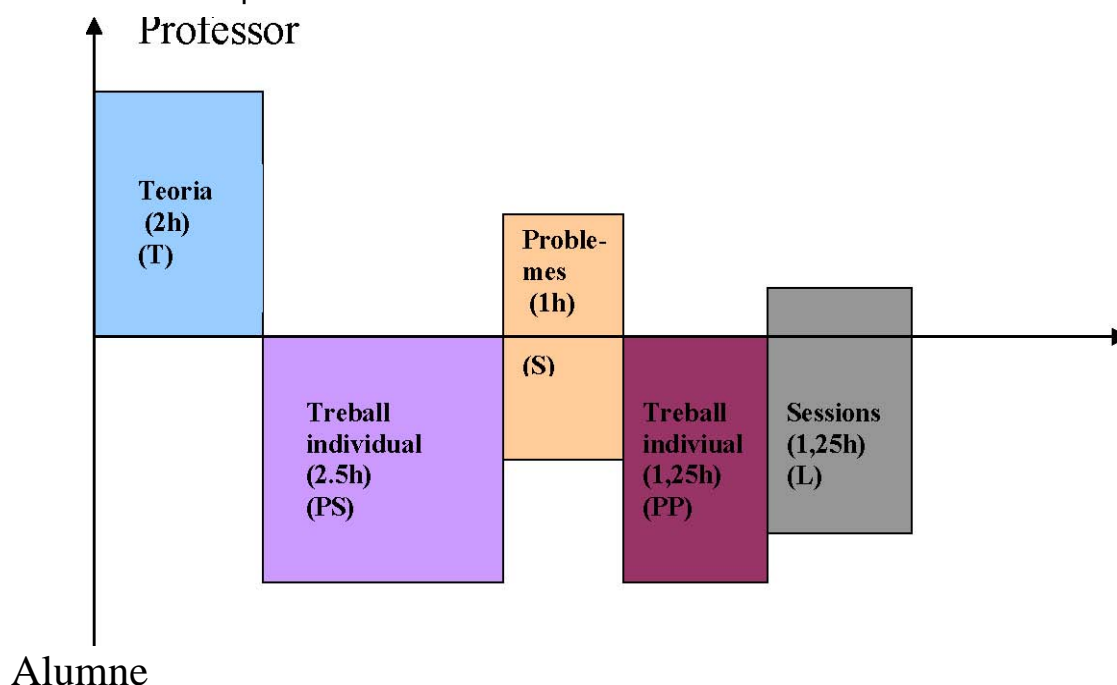 Professor
Teoria
(2h)
(T)
Proble-
mes
(1h)
(S)
Treball
individual
(2.5h)
(PS)
Treball
indiviual
(1,25h)
(PP)
Sessions
(1,25h)
(L)
Alumne